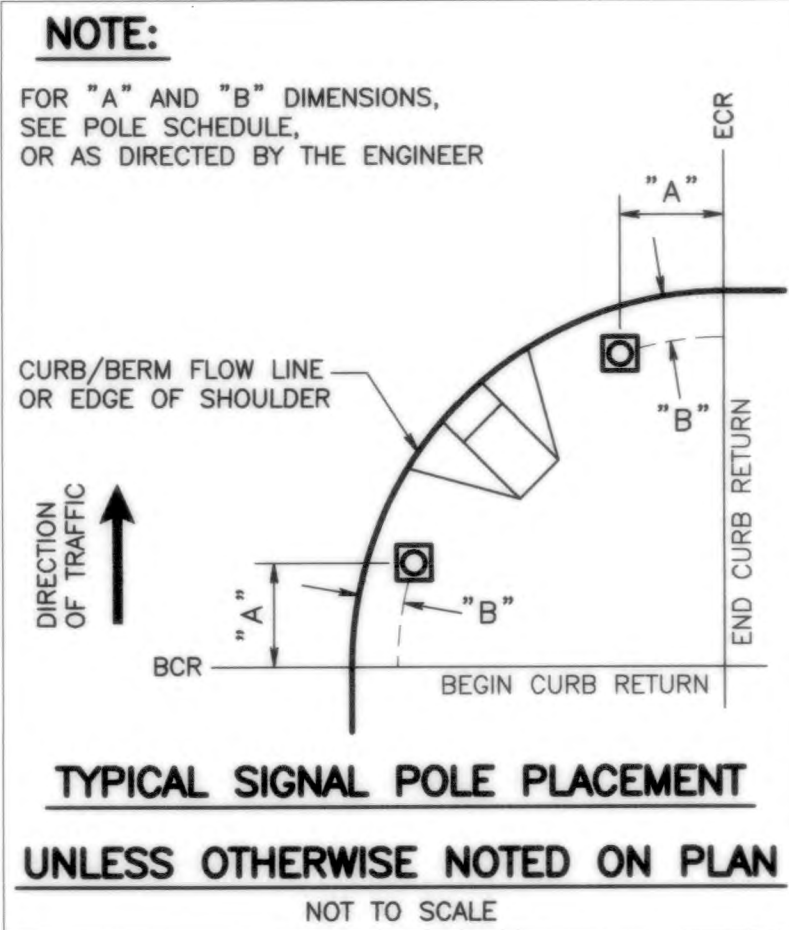 NOTE:
FOR "A" AND "B" DIMENSIONS,
SEE POLE SCHEDULE,
OR AS DIRECTED BY THE ENGINEER
ECR
"A"
CURB/BERM FLOW LINE
OR EDGE OF SHOULDER
"B"
END CURB RETURN
DIRECTION
OF TRAFFIC
"A"
"B"
BCR
BEGIN CURB RETURN
TYPICAL SIGNAL POLE PLACEMENT
UNLESS OTHERWISE NOTED ON PLAN
NOT TO SCALE